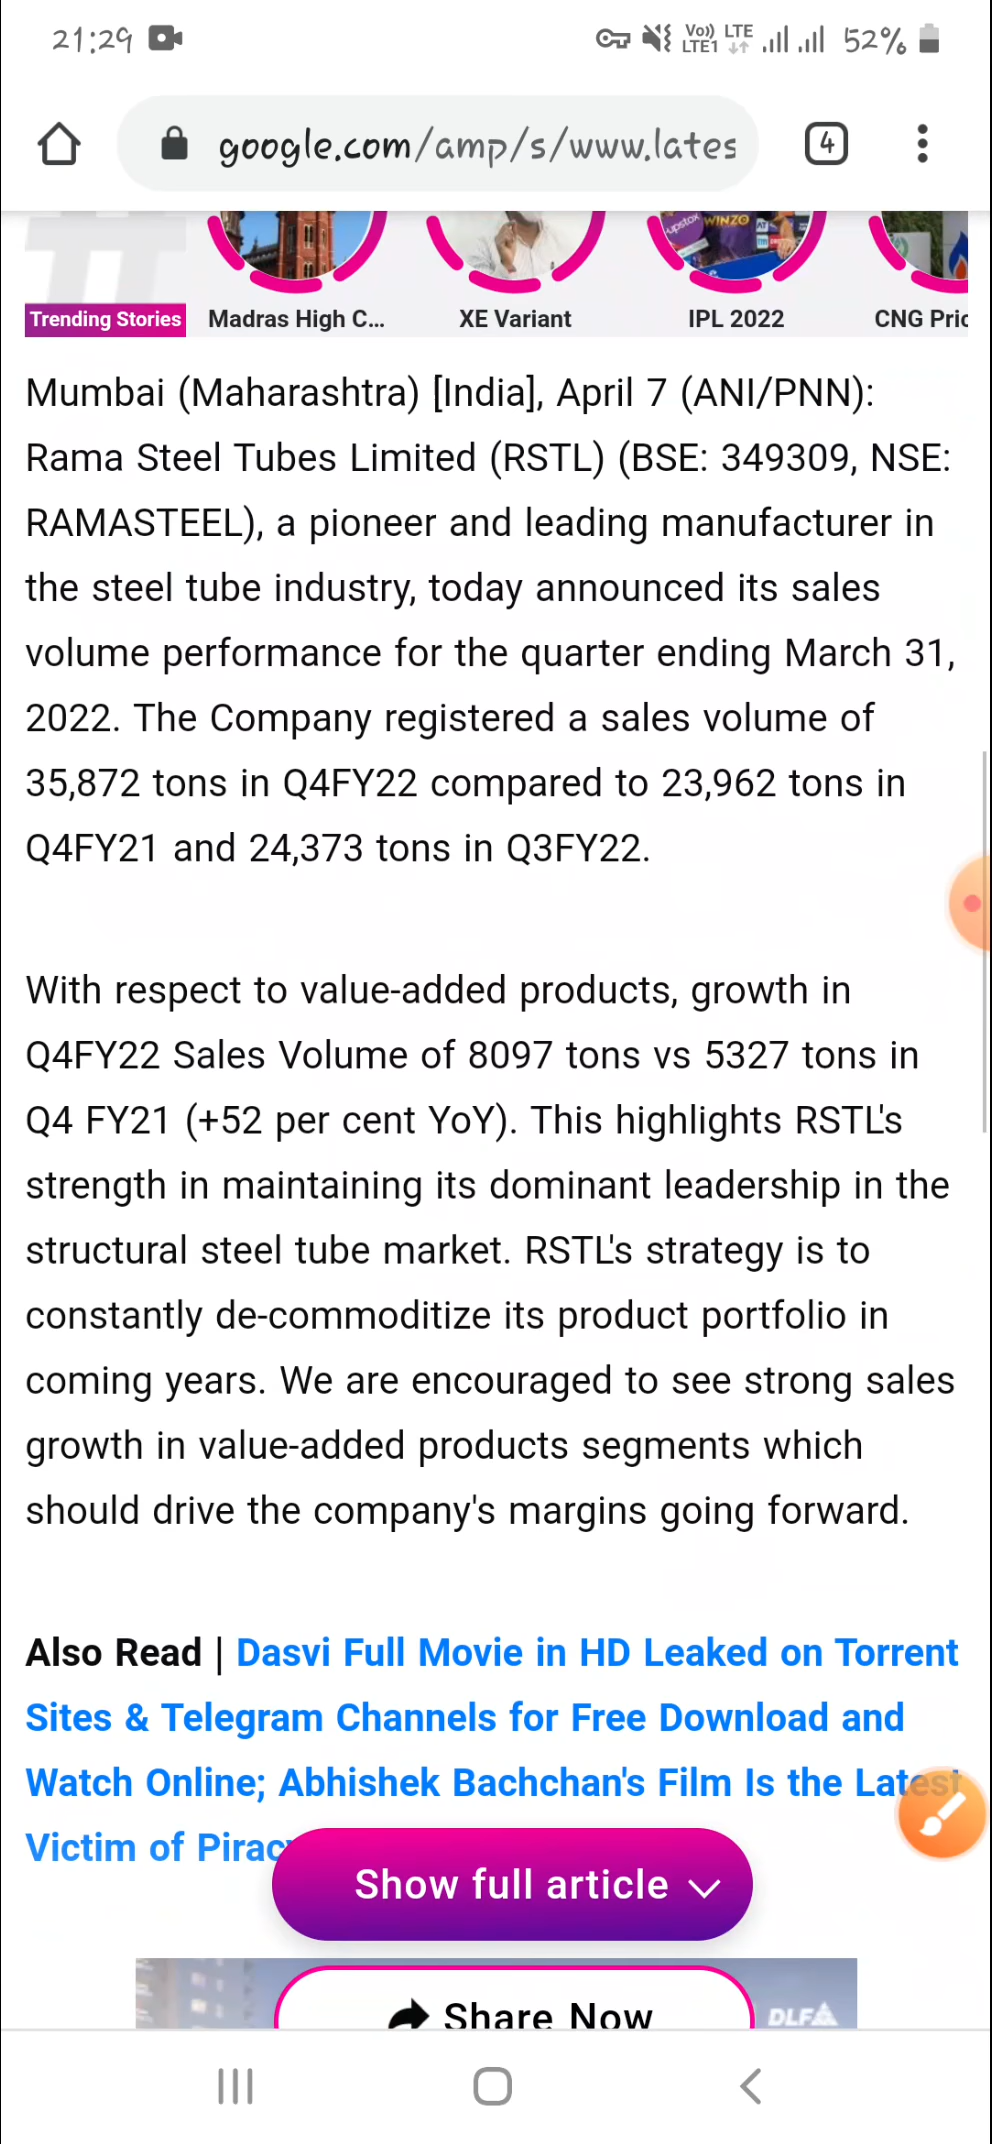 21:29
Vo)) LTE
LTE1
52%
google.com/amp/s/www.lates
4
upstox
WINZO
Trending Stories
Madras High C...
XE Variant
IPL 2022
CNG Pric
Mumbai (Maharashtra) [India], April 7 (ANI/PNN):
Rama Steel Tubes Limited (RSTL) (BSE: 349309, NSE:
RAMASTEEL), a pioneer and leading manufacturer in
the steel tube industry, today announced its sales
volume performance for the quarter ending March 31,
2022. The Company registered a sales volume of
35,872 tons in Q4FY22 compared to 23,962 tons in
Q4FY21 and 24,373 tons in Q3FY22.
With respect to value-added products, growth in
Q4FY22 Sales Volume of 8097 tons vs 5327 tons in
Q4 FY21 (+52 per cent YoY). This highlights RSTL's
strength in maintaining its dominant leadership in the
structural steel tube market. RSTL's strategy is to
constantly de-commoditize its product portfolio in
coming years. We are encouraged to see strong sales
growth in value-added products segments which
should drive the company's margins going forward.
Also Read | Dasvi Full Movie in HD Leaked on Torrent
Sites & Telegram Channels for Free Download and
Watch Online; Abhishek Bachchan's Film Is the Latest
Victim of Pirac
Show full article
Share Now
DLF